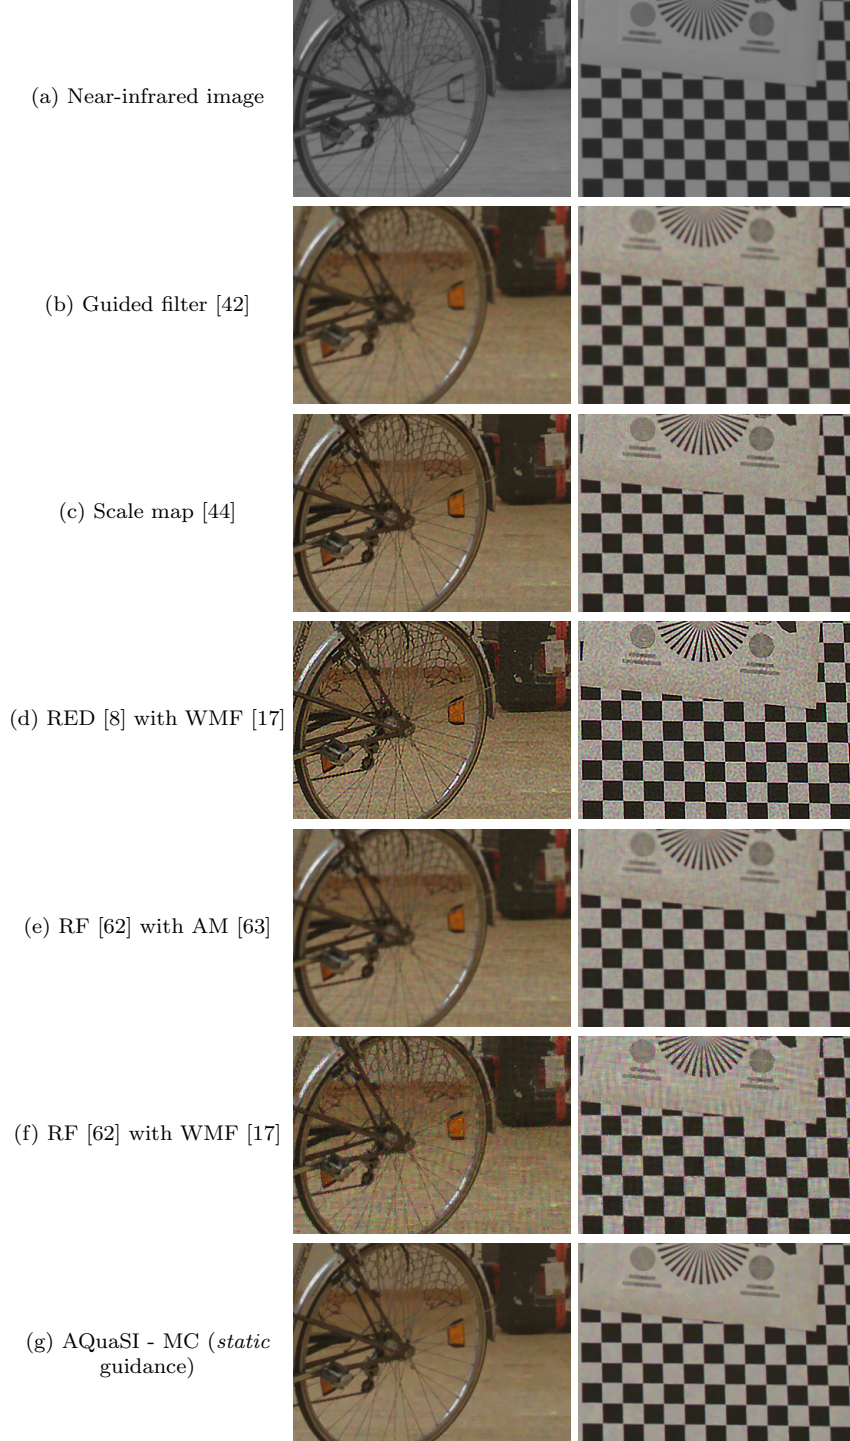 (a) Near-infrared image
(b) Guided filter [42]
(c) Scale map [44]
(d) RED [8] with WMF [17]
(e) RF [62] with AM [63]
(f) RF [62] with WMF [17]
(g) AQuaSI - MC (static
guidance)